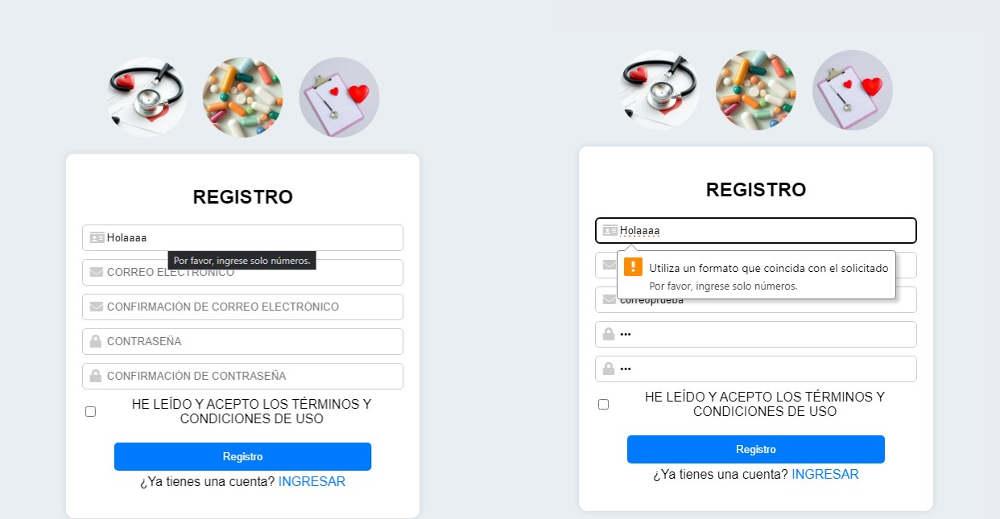 REGISTRO
Holaaaa
Por favor, ingrese solo números.
CORREO ELECTRÓNICO
CONFIRMACIÓN DE CORREO ELECTRÓNICO
CONTRASEÑA
CONFIRMACIÓN DE CONTRASEÑA
HE LEÍDO Y ACEPTO LOS TÉRMINOS Y
CONDICIONES DE USO
Registro
¿Ya tienes una cuenta? INGRESAR
REGISTRO
Holaaaa
Utiliza un formato que coincida con el solicitado
Por favor, ingrese solo números.
correoprueba
•••
•••
HE LEÍDO Y ACEPTO LOS TÉRMINOS Y
CONDICIONES DE USO
Registro
¿Ya tienes una cuenta? INGRESAR